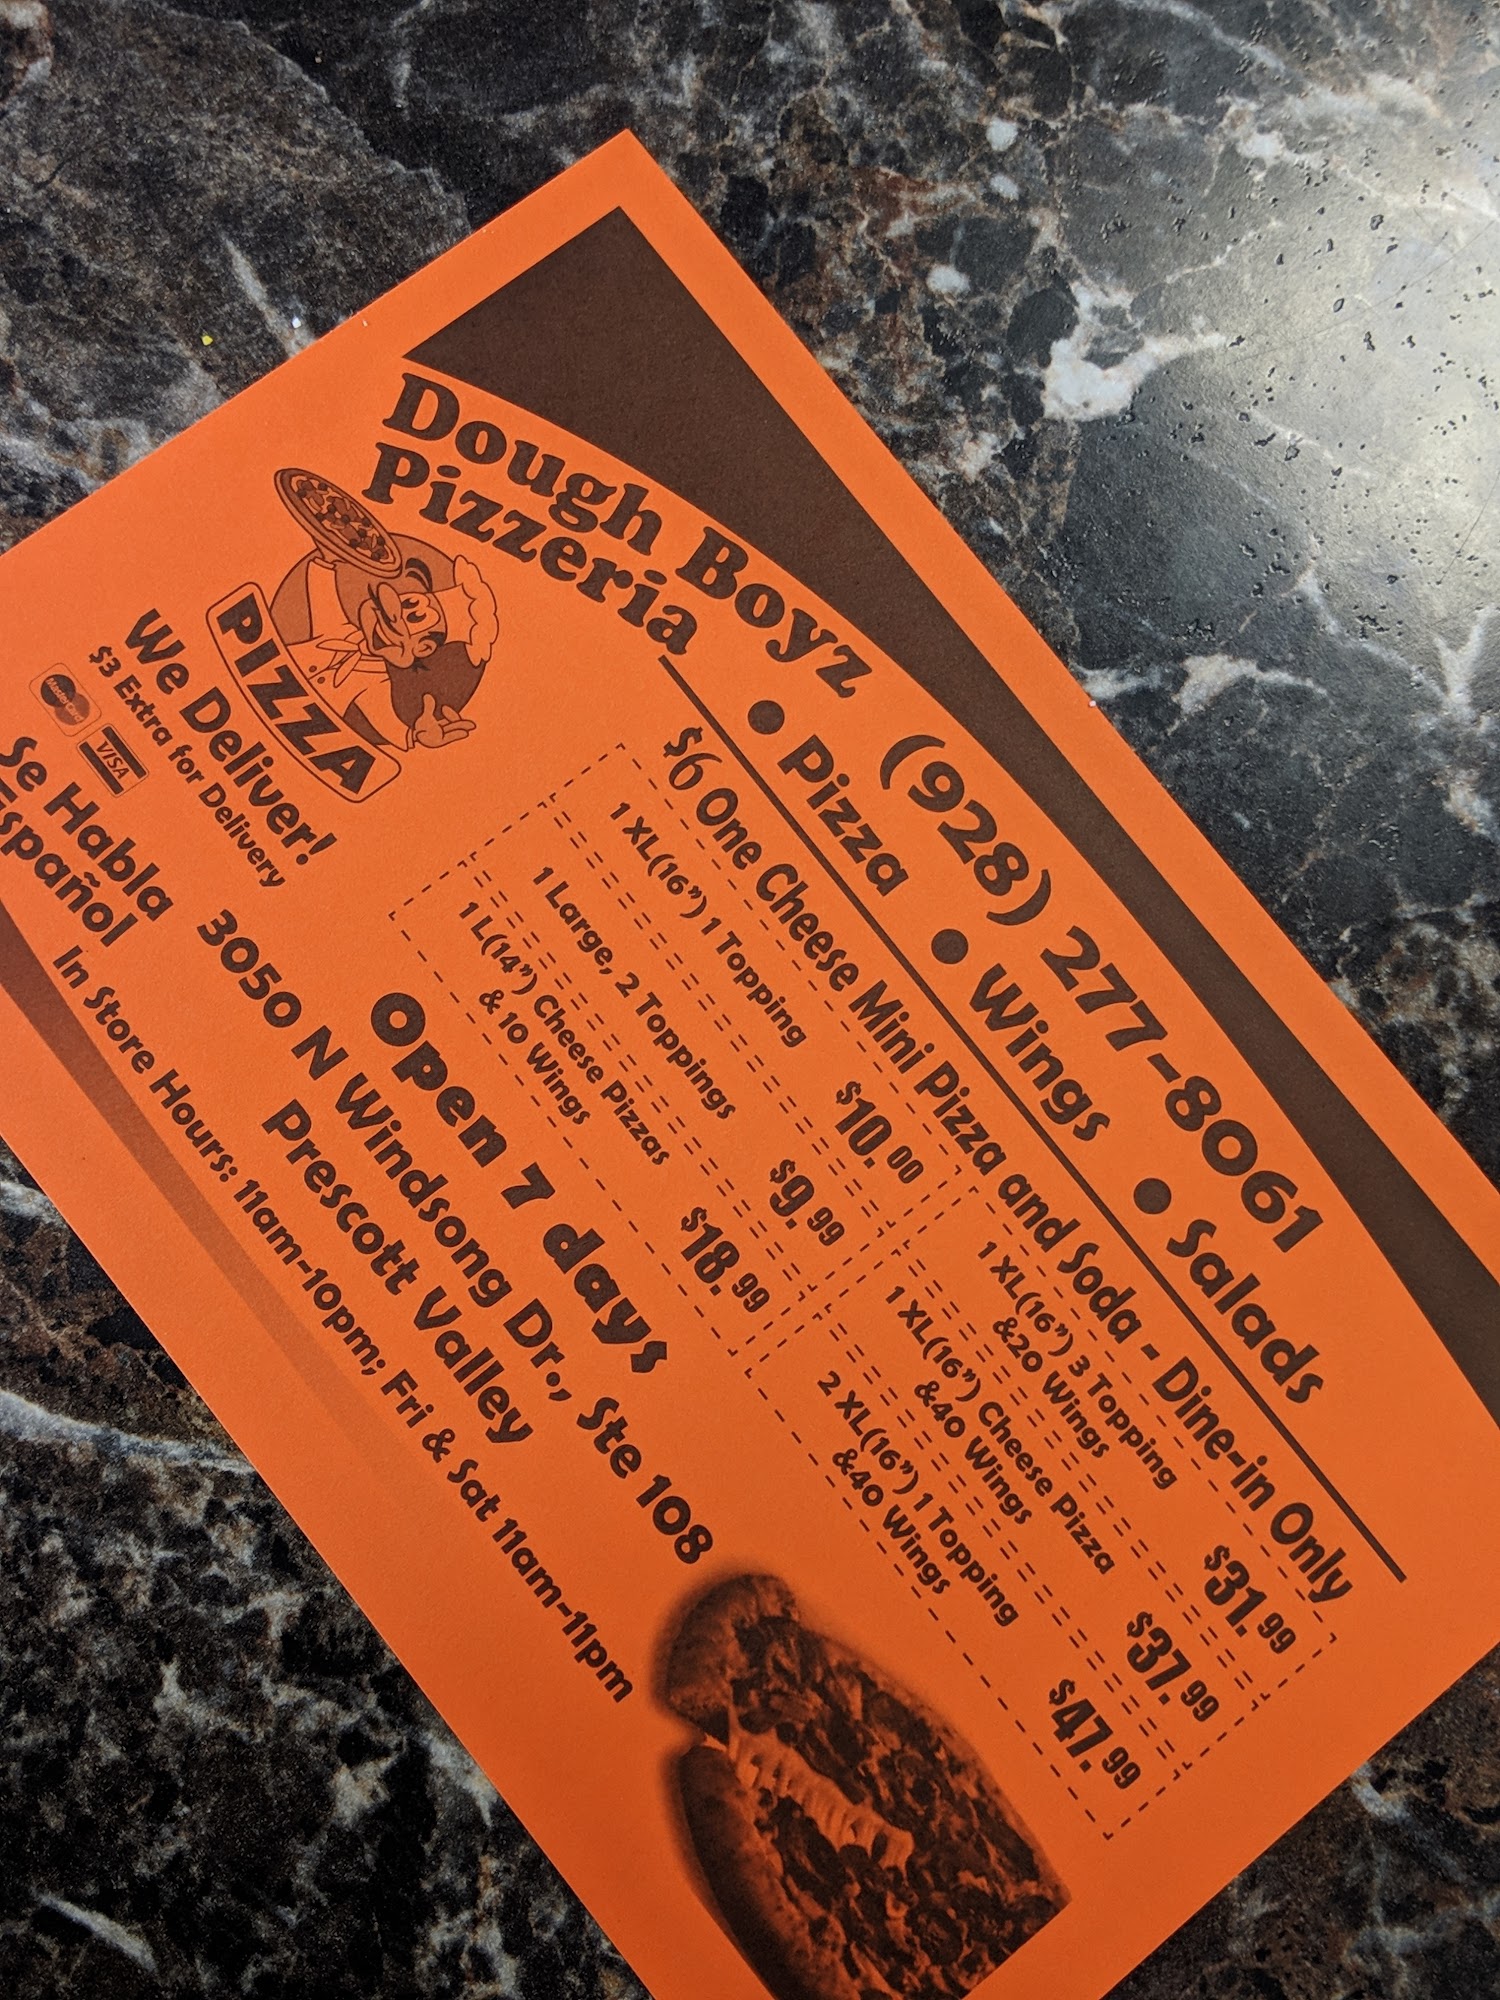 Dough Boyz
Pizzeria
(928) 277-8061
• Pizza • Wings • Salads
PIZZA
$6 One Cheese Mini Pizza and Soda - Dine-in Only
1 XL(16") 1 Topping $10.00
1 Large, 2 Toppings $9.99
1 L(14") Cheese Pizzas
& 10 Wings $18.99
1 XL(16") 3 Topping
&20 Wings $31.99
1 XL(16") Cheese Pizza
&40 Wings $37.99
2 XL(16") 1 Topping
&40 Wings $47.99
We Deliver!
$3 Extra for Delivery
MasterCard
VISA
Se Habla
Español
Open 7 days
3050 N Windsong Dr., Ste 108
Prescott Valley
In Store Hours: 11am-10pm; Fri & Sat 11am-11pm